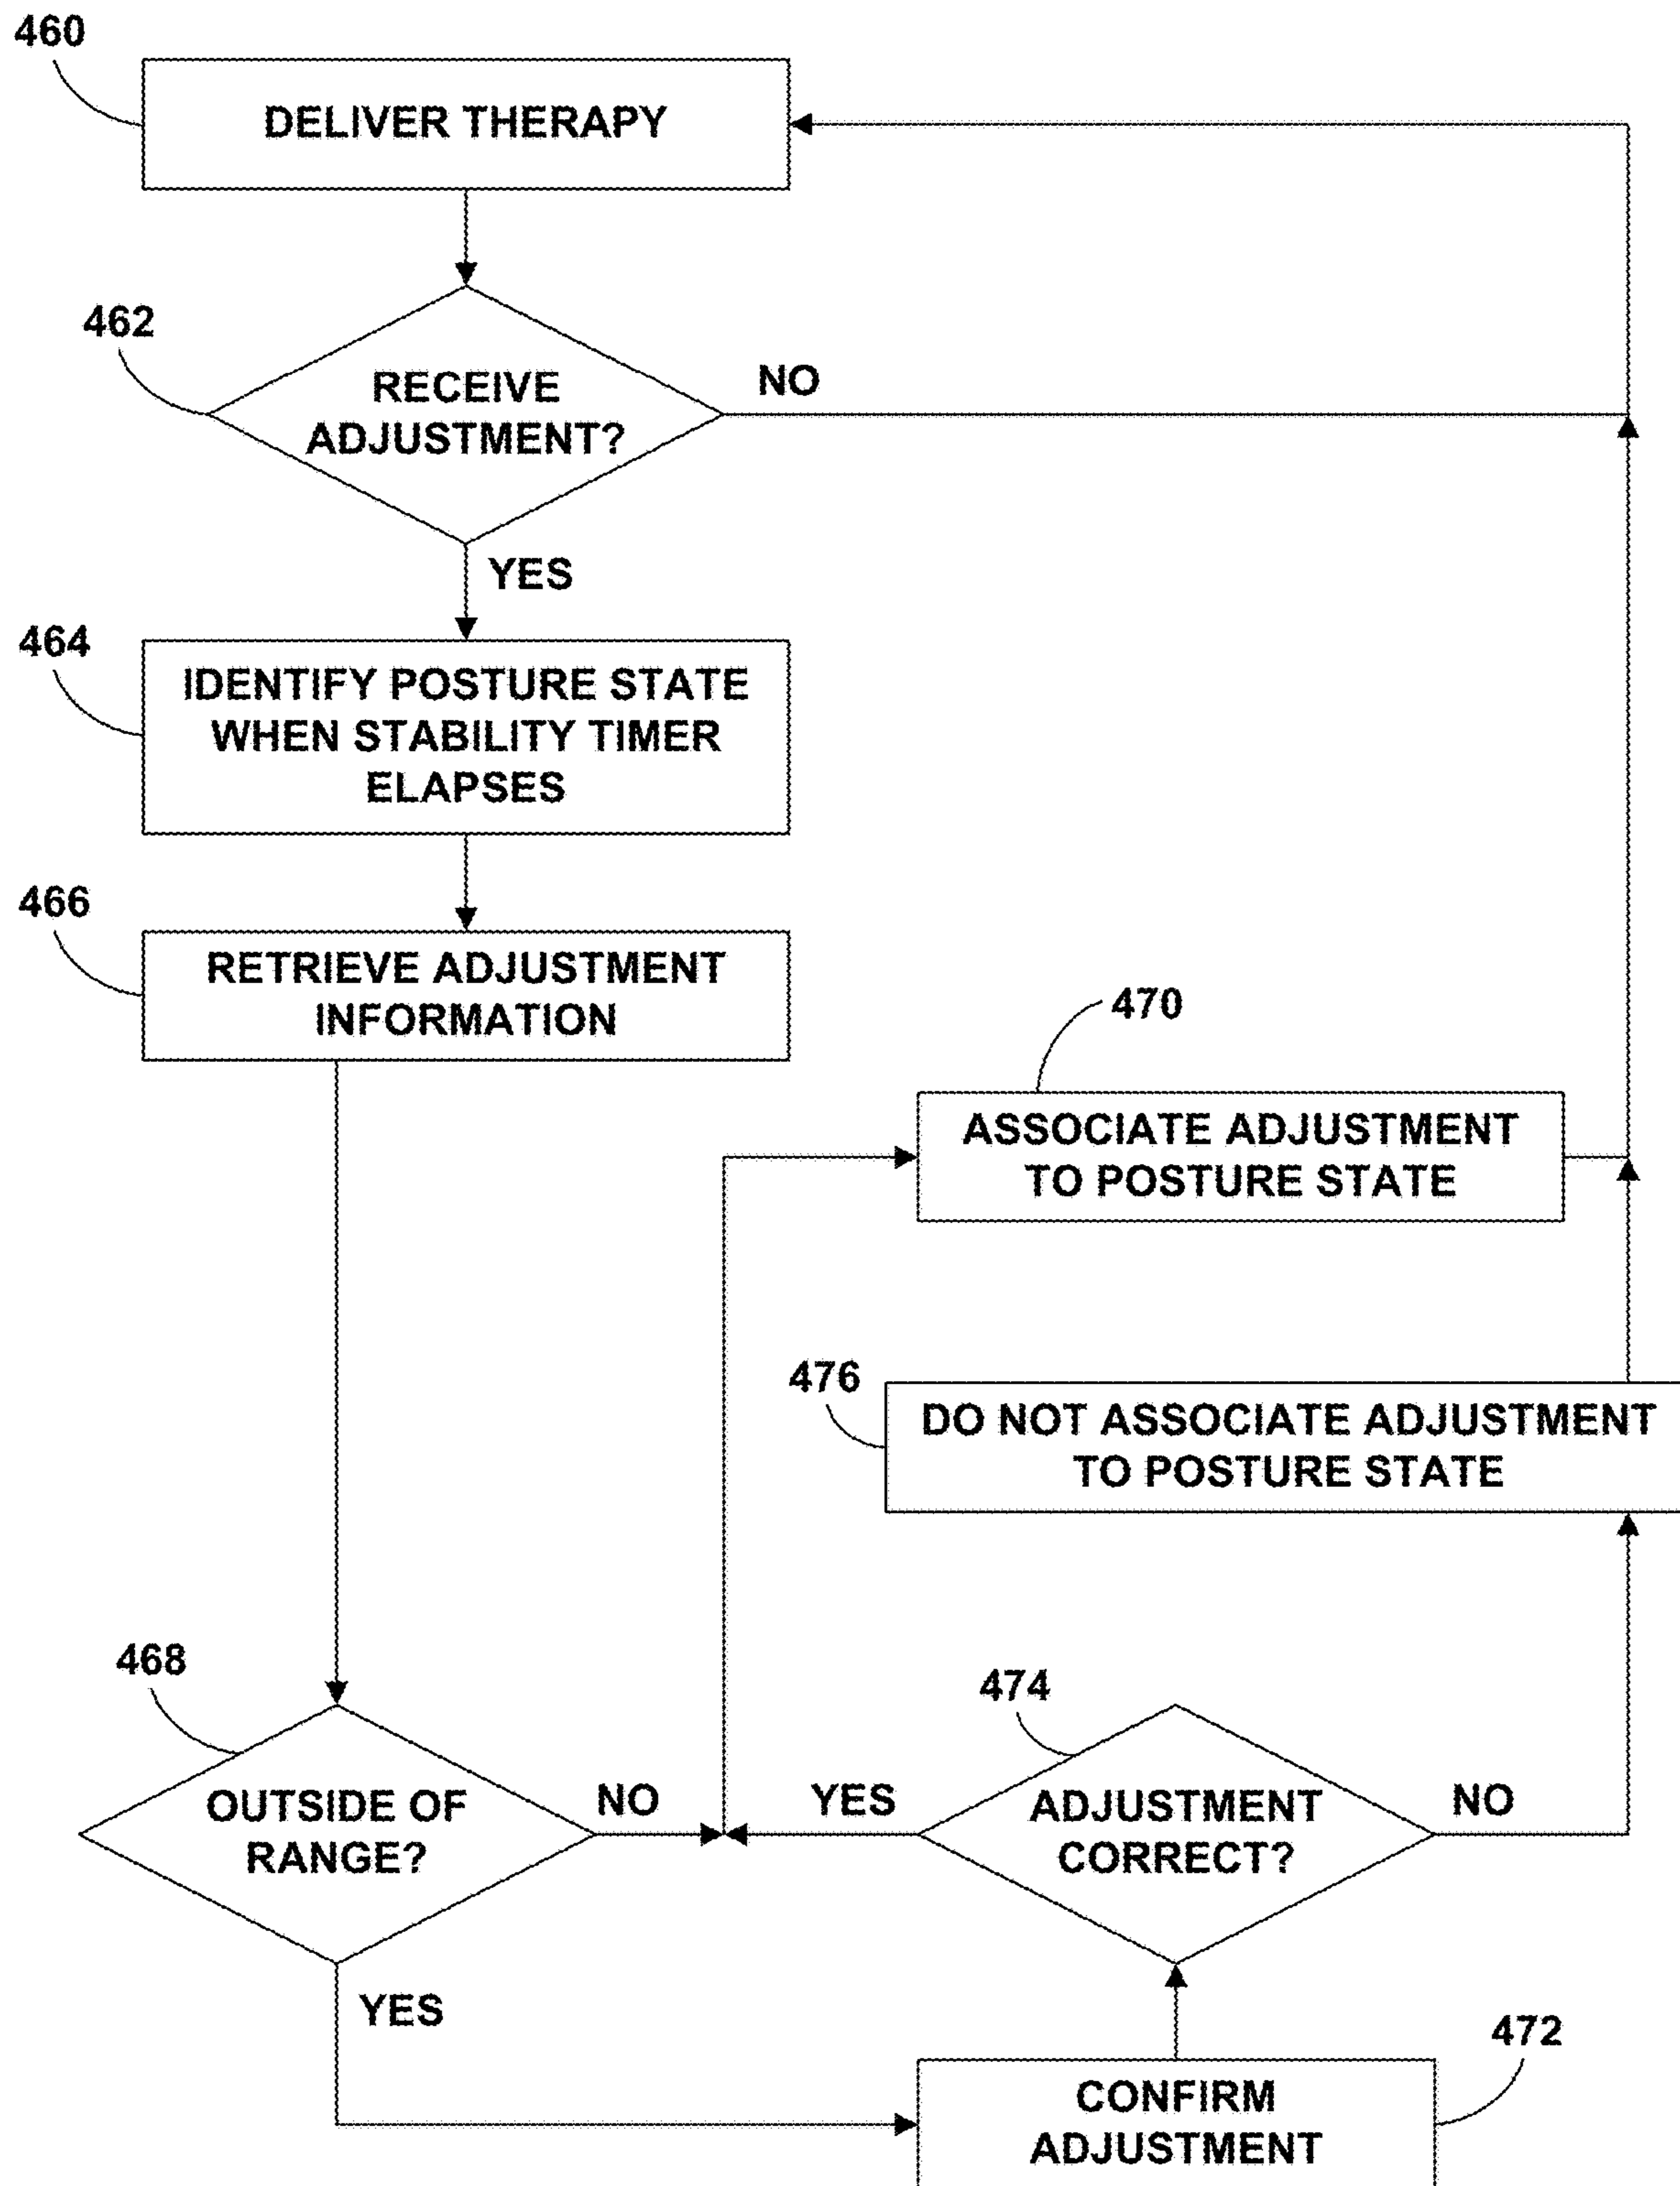 460
DELIVER THERAPY
462
RECEIVE
ADJUSTMENT?
NO
YES
464
IDENTIFY POSTURE STATE
WHEN STABILITY TIMER
ELAPSES
466
RETRIEVE ADJUSTMENT
INFORMATION
470
ASSOCIATE ADJUSTMENT
TO POSTURE STATE
476
DO NOT ASSOCIATE ADJUSTMENT
TO POSTURE STATE
468
OUTSIDE OF
RANGE?
NO
YES
474
YES
ADJUSTMENT
CORRECT?
NO
472
CONFIRM
ADJUSTMENT